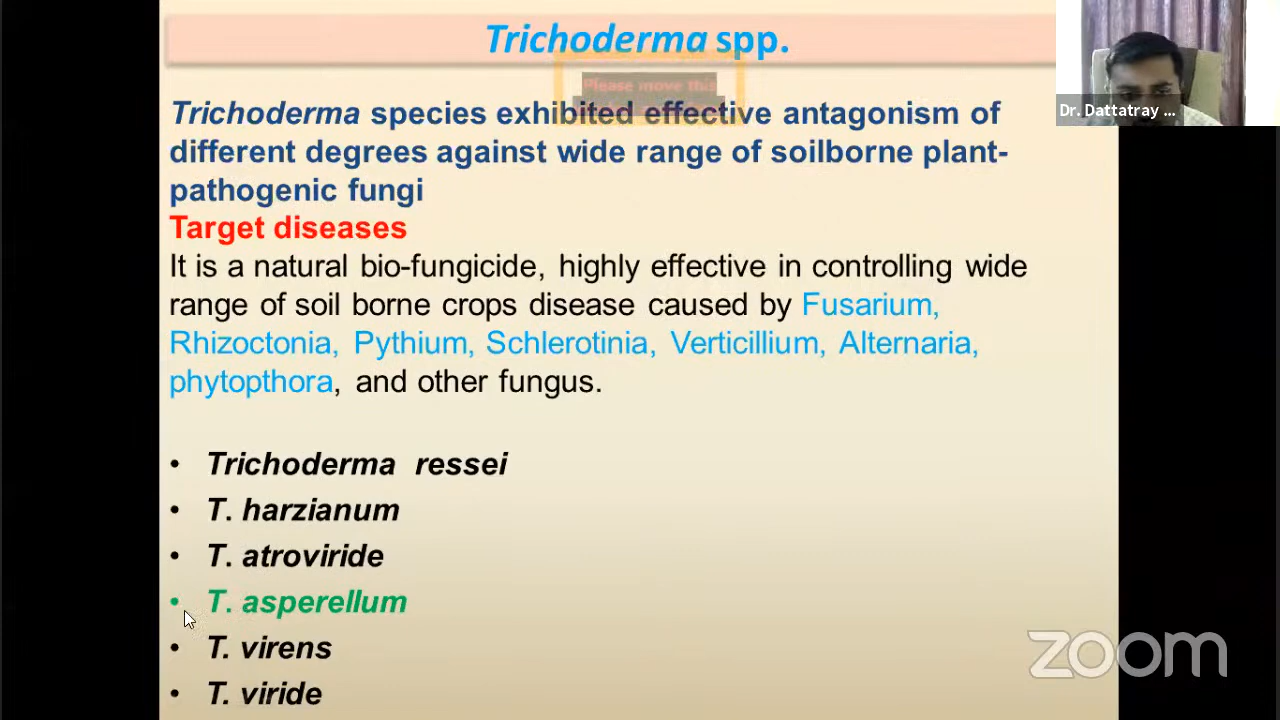 Trichoderma spp.
Please move this
Dr. Dattatray ...
Trichoderma species exhibited effective antagonism of
different degrees against wide range of soilborne plant-
pathogenic fungi
Target diseases
It is a natural bio-fungicide, highly effective in controlling wide
range of soil borne crops disease caused by Fusarium,
Rhizoctonia, Pythium, Schlerotinia, Verticillium, Alternaria,
phytopthora, and other fungus.
• Trichoderma ressei
• T. harzianum
• T. atroviride
• T. asperellum
• T. virens
• T. viride
zoom